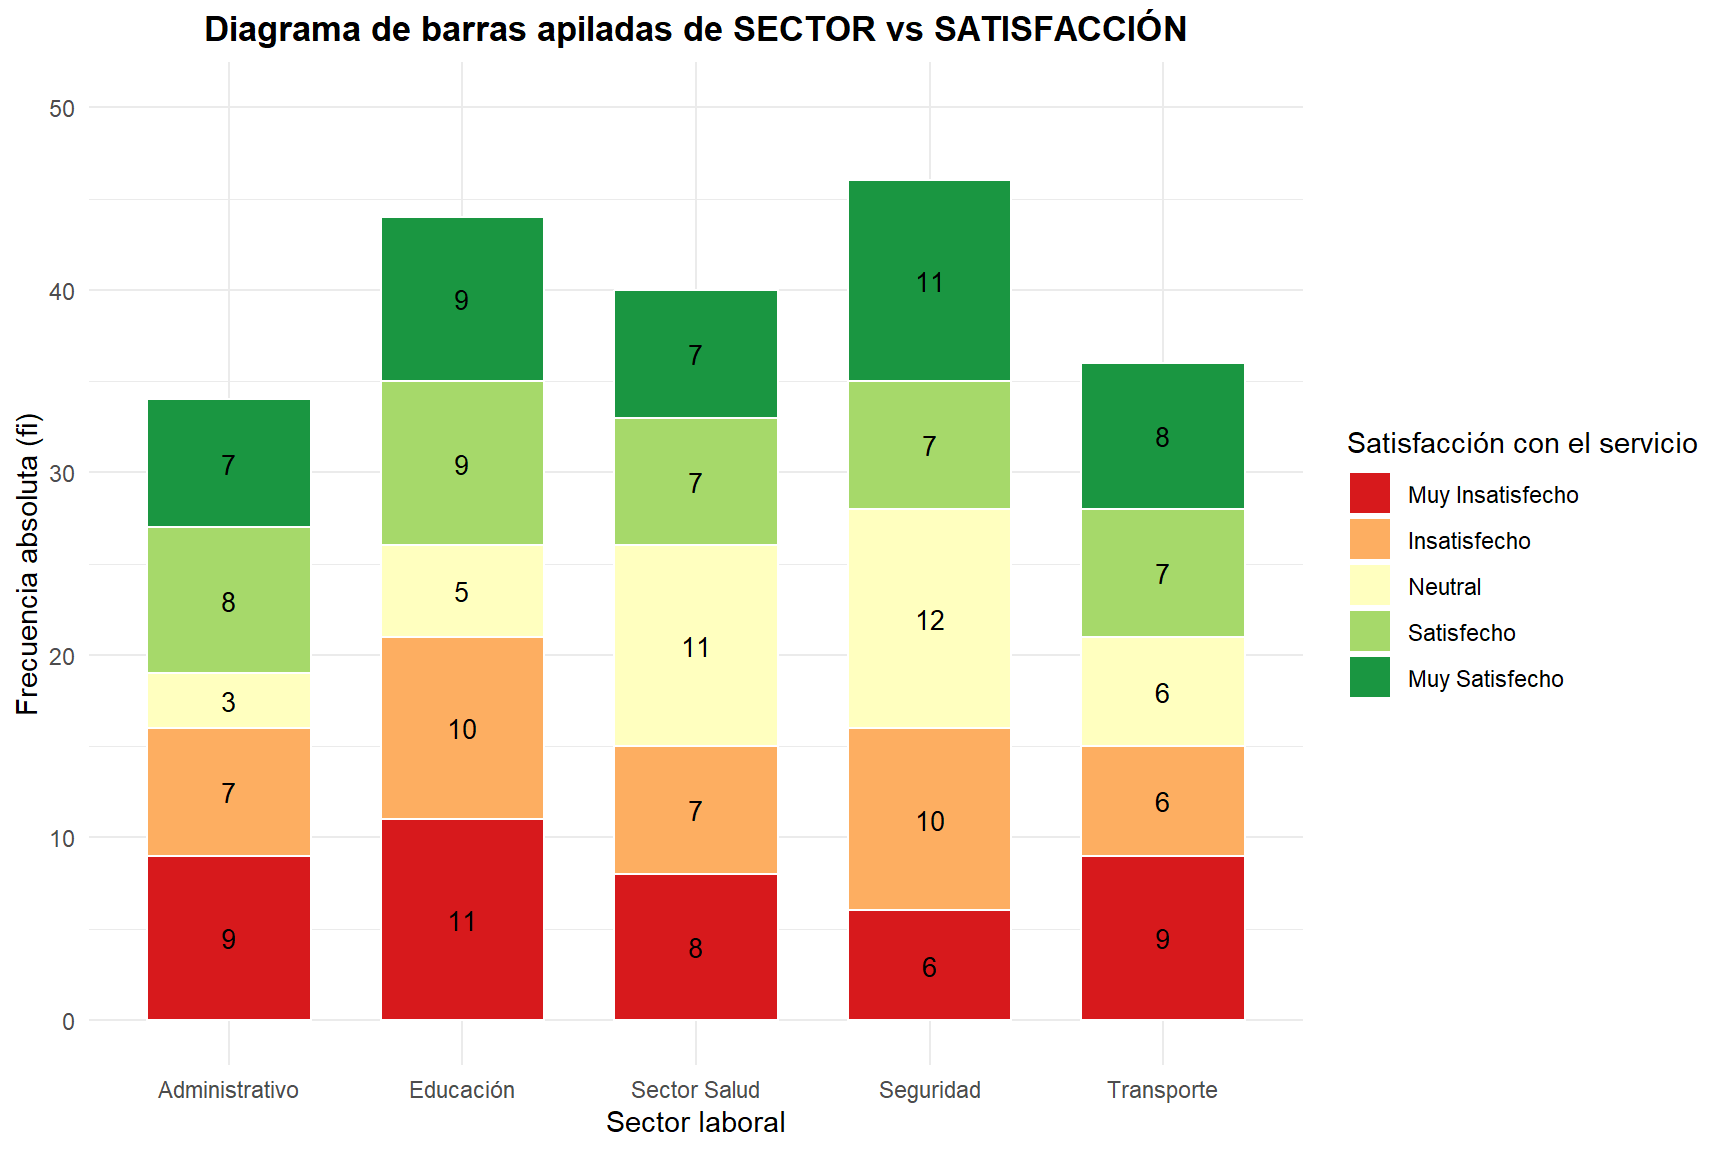 Diagrama de barras apiladas de SECTOR vs SATISFACCIÓN
Frecuencia absoluta (fi)
50
40
30
20
10
0
7
8
3
7
9
9
9
5
10
11
7
7
11
7
8
11
7
12
10
6
8
7
6
6
9
Administrativo
Educación
Sector Salud
Seguridad
Transporte
Sector laboral
Satisfacción con el servicio
Muy Insatisfecho
Insatisfecho
Neutral
Satisfecho
Muy Satisfecho